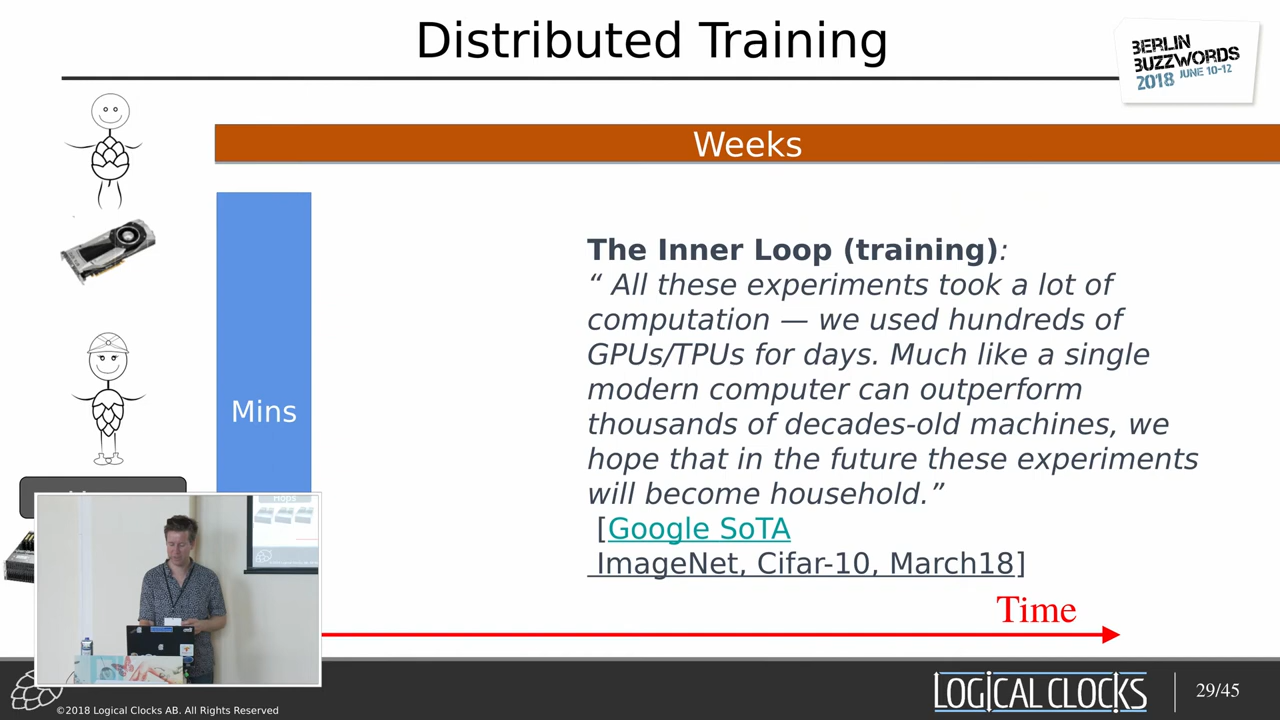 Distributed Training
BERLIN
BUZZWORDS
2018 JUNE 10-12
Weeks
Mins
The Inner Loop (training):
“ All these experiments took a lot of
computation — we used hundreds of
GPUs/TPUs for days. Much like a single
modern computer can outperform
thousands of decades-old machines, we
hope that in the future these experiments
will become household.”
[Google SoTA
ImageNet, Cifar-10, March18]
Time
Hops
LOGICAL CLOCKS
29/45
©2018 Logical Clocks AB. All Rights Reserved